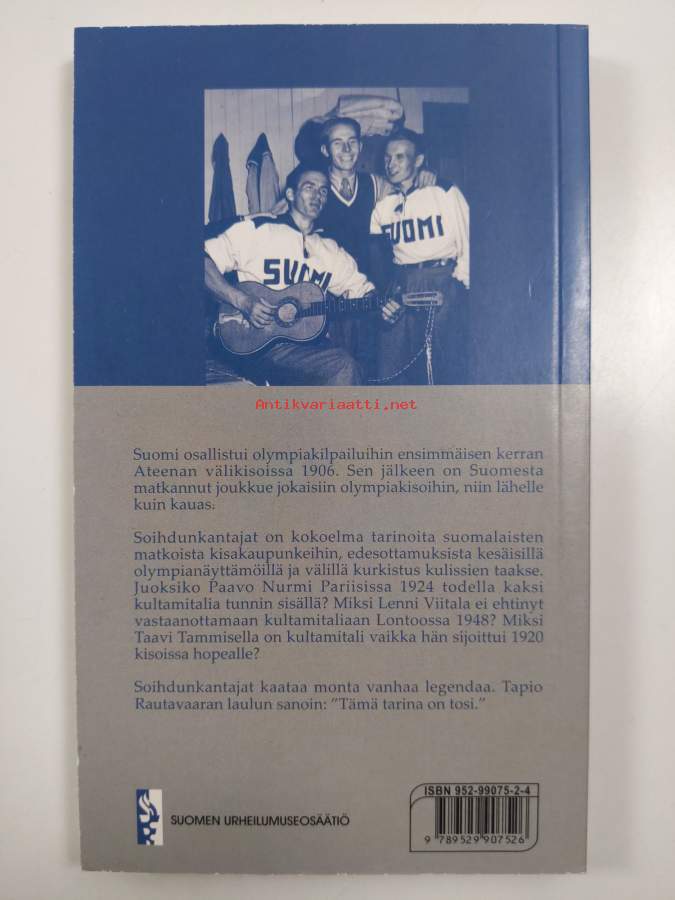 SUOMI
SUOMI
Antikvariaatti.net
Suomi osallistui olympiakilpailuihin ensimmäisen kerran
Ateenan välikisoissa 1906. Sen jälkeen on Suomesta
matkannut joukkue jokaisiin olympiakisoihin, niin lähelle
kuin kauas.
Soihdunkantajat on kokoelma tarinoita suomalaisten
matkoista kisakaupunkeihin, edesottamuksista kesäisillä
olympianäyttämöillä ja välillä kurkistus kulissien taakse.
Juoksiko Paavo Nurmi Pariisissa 1924 todella kaksi
kultamitalia tunnin sisällä? Miksi Lenni Viitala ei ehtinyt
vastaanottamaan kultamitaliaan Lontoossa 1948? Miksi
Taavi Tammisella on kultamitali vaikka hän sijoittui 1920
kisoissa hopealle?
Soihdunkantajat kaataa monta vanhaa legendaa. Tapio
Rautavaaran laulun sanoin: ”Tämä tarina on tosi.”
SUOMEN URHEILUMUSEOSÄÄTIÖ
ISBN 952-99075-2-4
9 789529 907526